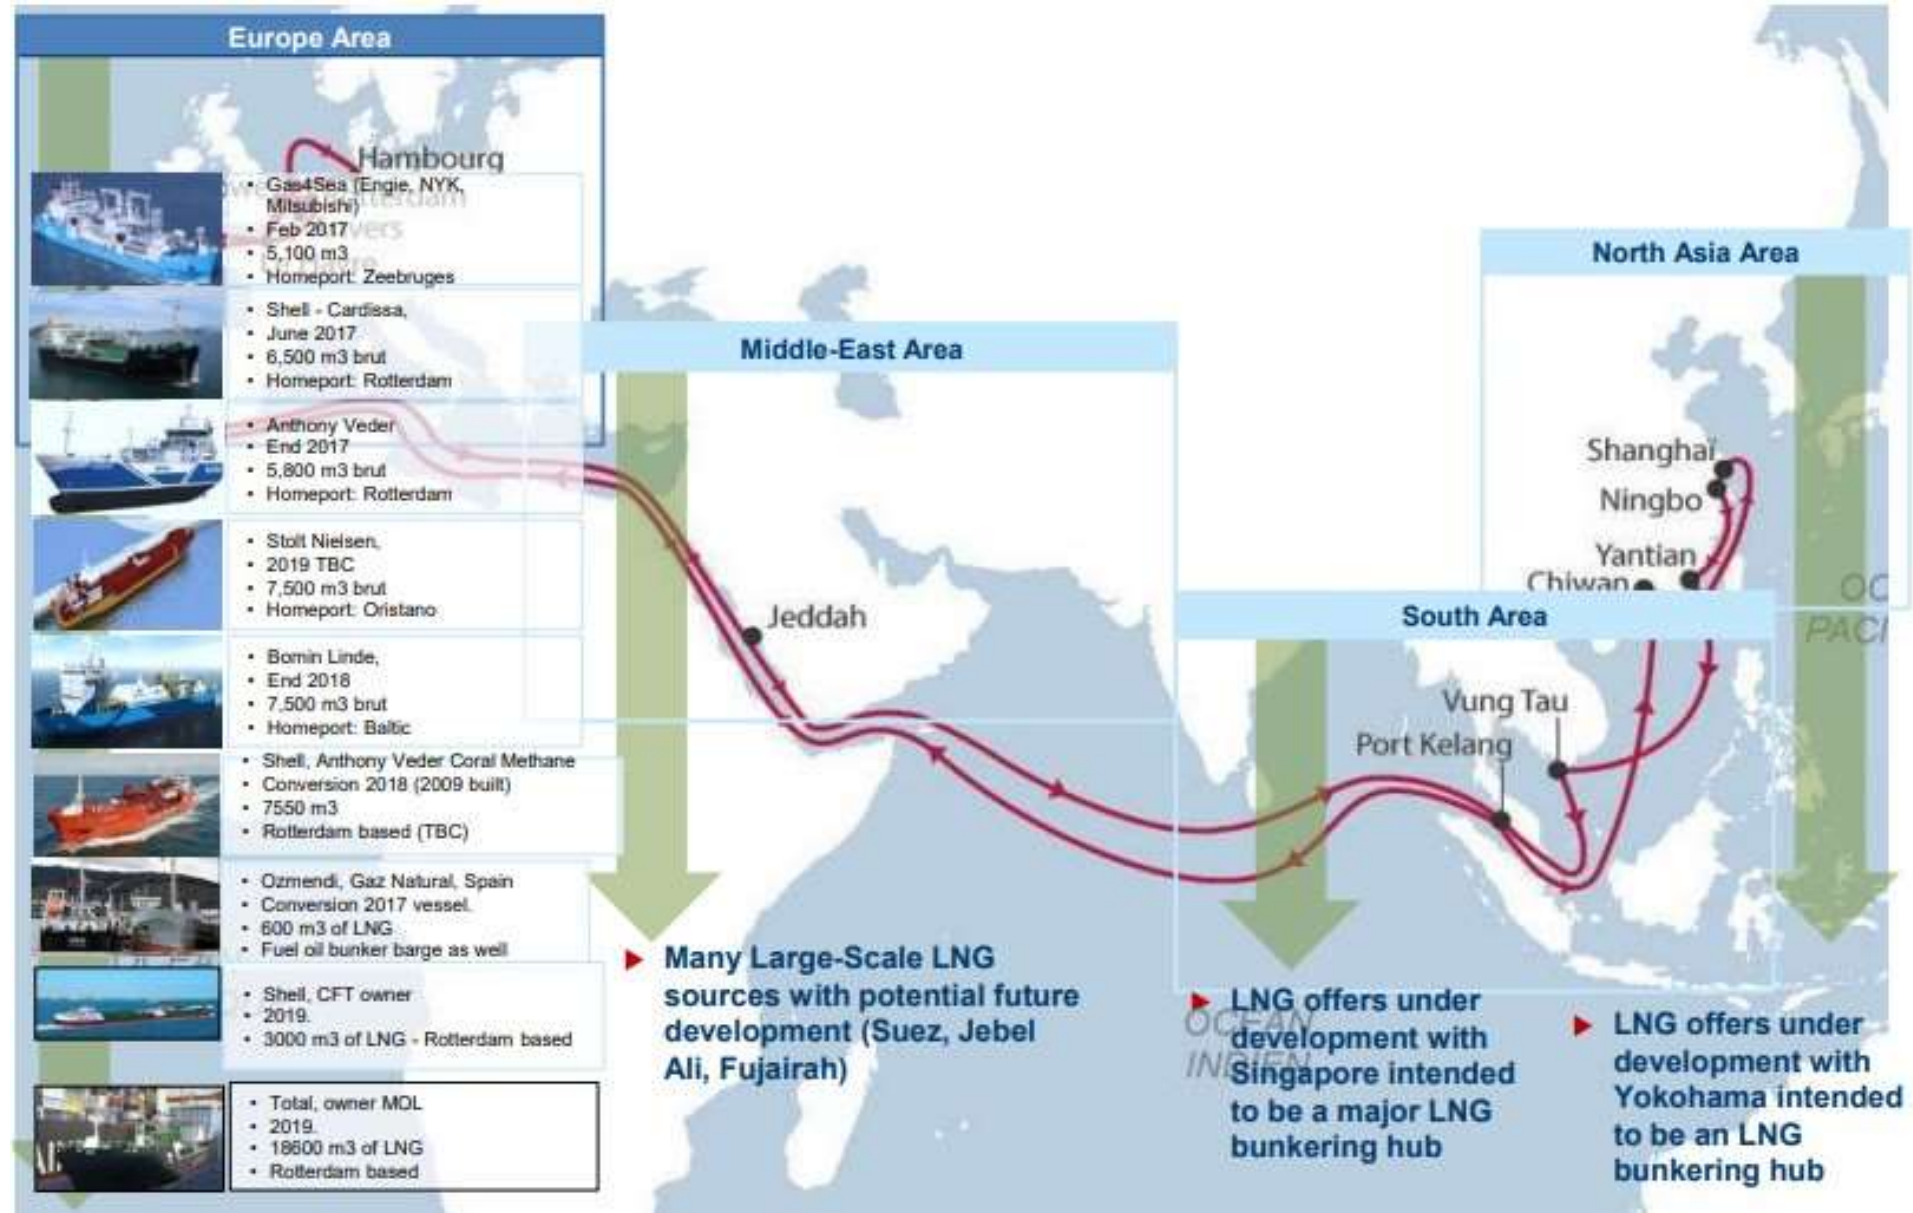 Europe Area
Hambourg
• Gas4Sea (Engie, NYK,
Mitsubishi)
• Feb 2017
• 5,100 m3
• Homeport: Zeebruges
• Shell - Cardissa,
• June 2017
• 6,500 m3 brut
• Homeport: Rotterdam
• Anthony Veder
• End 2017
• 5,800 m3 brut
• Homeport: Rotterdam
• Stolt Nielsen,
• 2019 TBC
• 7,500 m3 brut
• Homeport: Oristano
• Bomin Linde,
• End 2018
• 7,500 m3 brut
• Homeport: Baltic
• Shell, Anthony Veder Coral Methane
• Conversion 2018 (2009 built)
• 7550 m3
• Rotterdam based (TBC)
• Ozmendi, Gaz Natural, Spain
• Conversion 2017 vessel.
• 600 m3 of LNG
• Fuel oil bunker barge as well
• Shell, CFT owner
• 2019.
• 3000 m3 of LNG - Rotterdam based
• Total, owner MOL
• 2019.
• 18600 m3 of LNG
• Rotterdam based
Middle-East Area
Jeddah
► Many Large-Scale LNG
sources with potential future
development (Suez, Jebel
Ali, Fujairah)
North Asia Area
Shanghaï
Ningbo
Yantian
Chiwan
OC
PACI
South Area
Vung Tau
Port Kelang
OCEAN
INDIEN
► LNG offers under
development with
Singapore intended
to be a major LNG
bunkering hub
► LNG offers under
development with
Yokohama intended
to be an LNG
bunkering hub